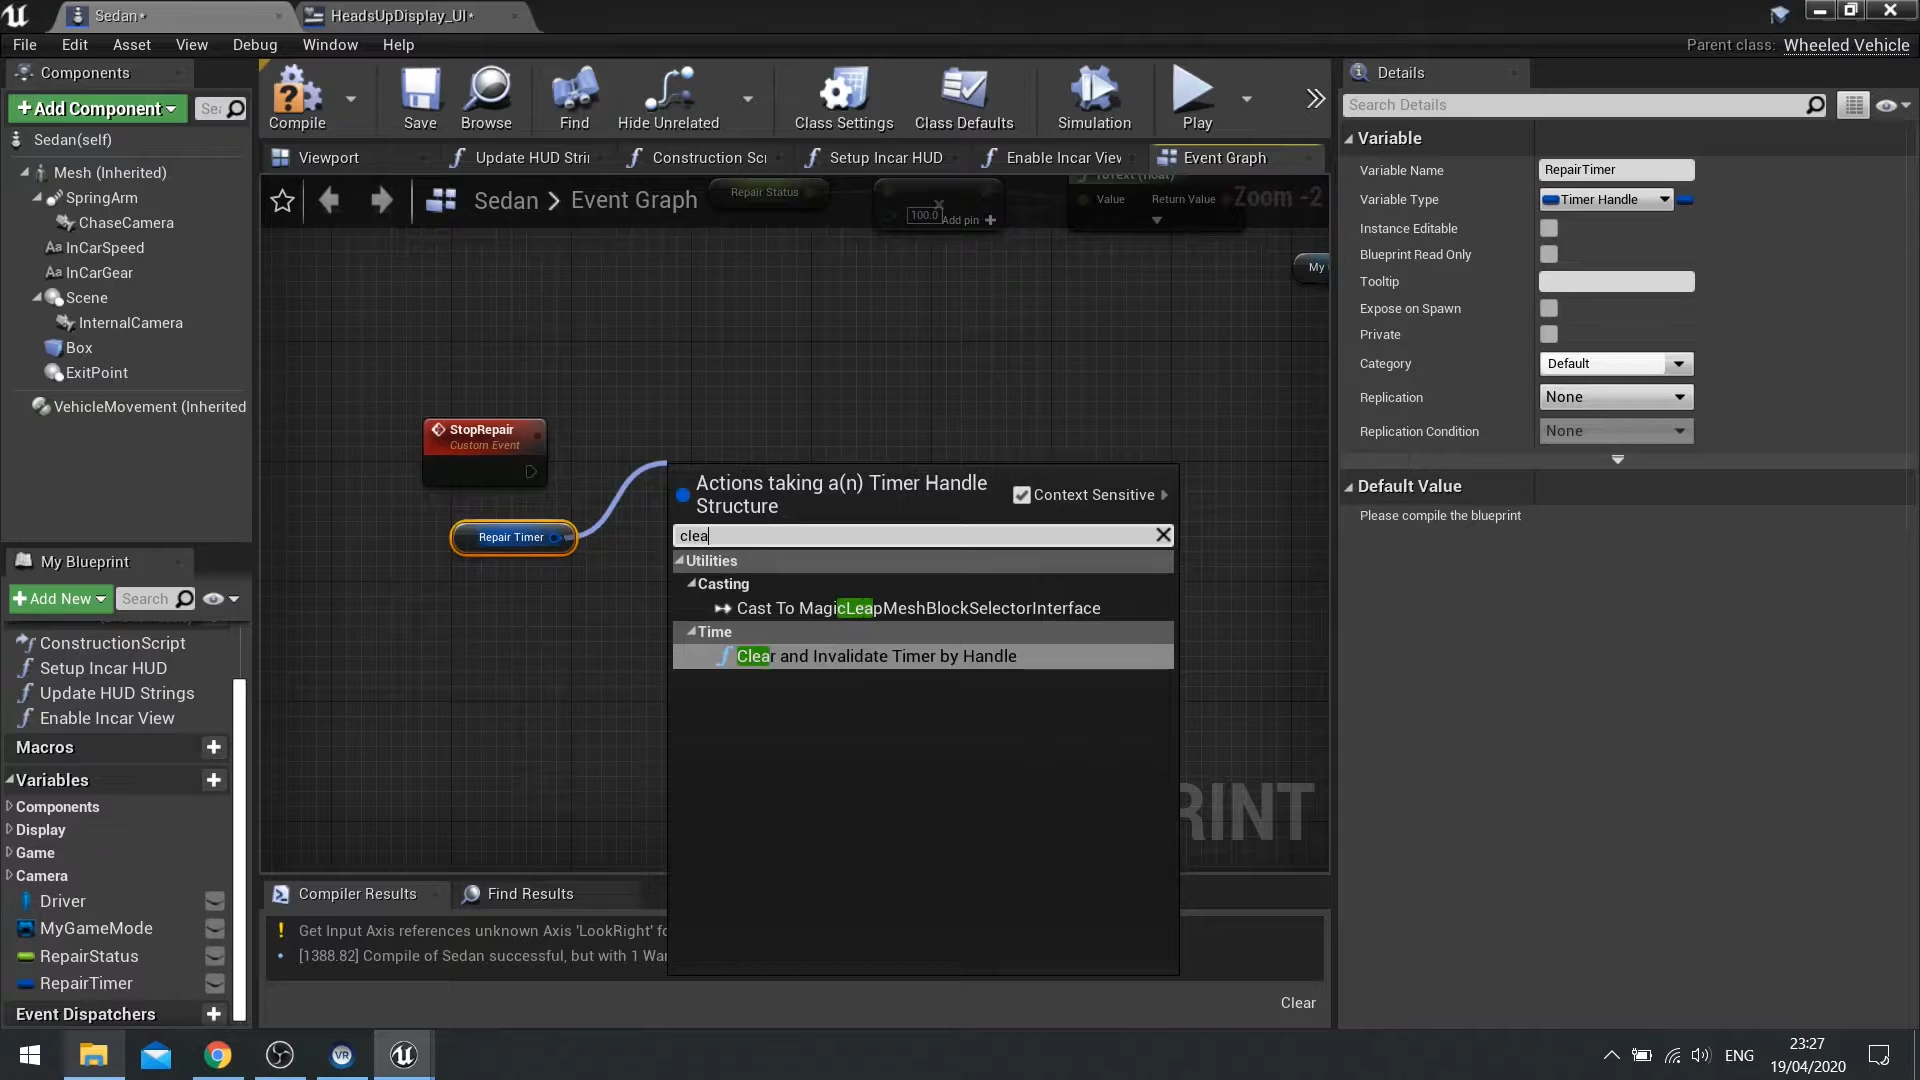 Sedan*
HeadsUpDisplay_UI*
File Edit Asset View Debug Window Help
Parent class: Wheeled Vehicle
Components
Add Component
Sea
Sedan(self)
Mesh (Inherited)
SpringArm
ChaseCamera
InCarSpeed
InCarGear
Scene
InternalCamera
Box
ExitPoint
VehicleMovement (Inherited
Compile
Save
Browse
Find
Hide Unrelated
Class Settings
Class Defaults
Simulation
Play
Viewport
Update HUD Stri
Construction Sc
Setup Incar HUD
Enable Incar Vie
Event Graph
Sedan > Event Graph
Zoom -2
Repair Status
100.0
Add pin
ToText (float)
Value
Return Value
My
StopRepair
Custom Event
Repair Timer
Actions taking a(n) Timer Handle
Structure
Context Sensitive
clea
Utilities
Casting
Cast To MagicLeapMeshBlockSelectorInterface
Time
Clear and Invalidate Timer by Handle
RINT
Compiler Results
Find Results
Get Input Axis references unknown Axis 'LookRight' fo
[1388.82] Compile of Sedan successful, but with 1 Wa
Clear
My Blueprint
Add New
Search
ConstructionScript
Setup Incar HUD
Update HUD Strings
Enable Incar View
Macros
Variables
Components
Display
Game
Camera
Driver
MyGameMode
RepairStatus
RepairTimer
Event Dispatchers
Details
Search Details
Variable
Variable Name RepairTimer
Variable Type Timer Handle
Instance Editable
Blueprint Read Only
Tooltip
Expose on Spawn
Private
Category Default
Replication None
Replication Condition None
Default Value
Please compile the blueprint
VR
ENG
23:27
19/04/2020